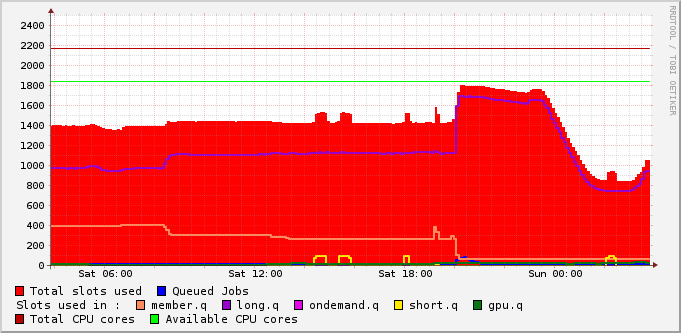 RRDTOOL / TOBI OETIKER
2400
2200
2000
1800
1600
1400
1200
1000
800
600
400
200
0
Sat 06:00 Sat 12:00 Sat 18:00 Sun 00:00
Total slots used Queued Jobs
Slots used in : member.q long.q ondemand.q short.q gpu.q
Total CPU cores Available CPU cores